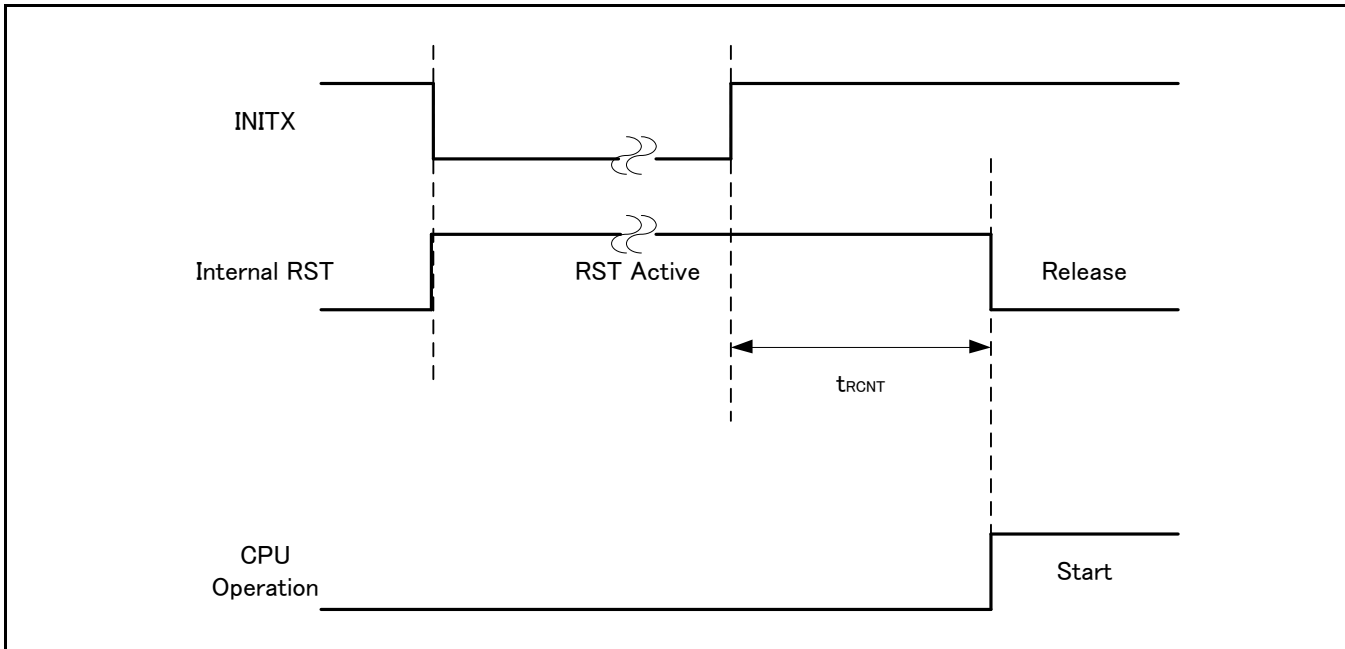 INITX
Internal RST
RST Active
Release
tRCNT
CPU
Operation
Start